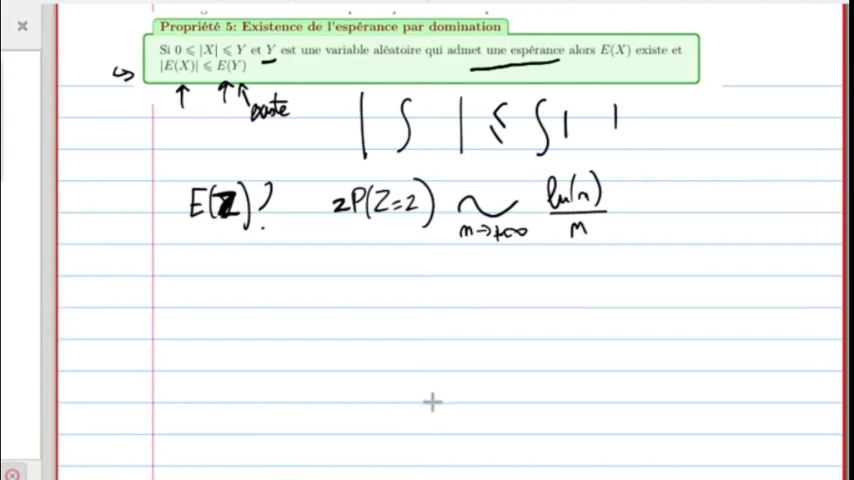 Propriété 5: Existence de l'espérance par domination
Si 0 ⩽ |X| ⩽ Y et Y est une variable aléatoire qui admet une espérance alors E(X) existe et
|E(X)| ⩽ E(Y)
existe
| ∫ | ≤ ∫ | |
E(Z)? zP(Z=z) ∼ ln(n)/n
n→+∞